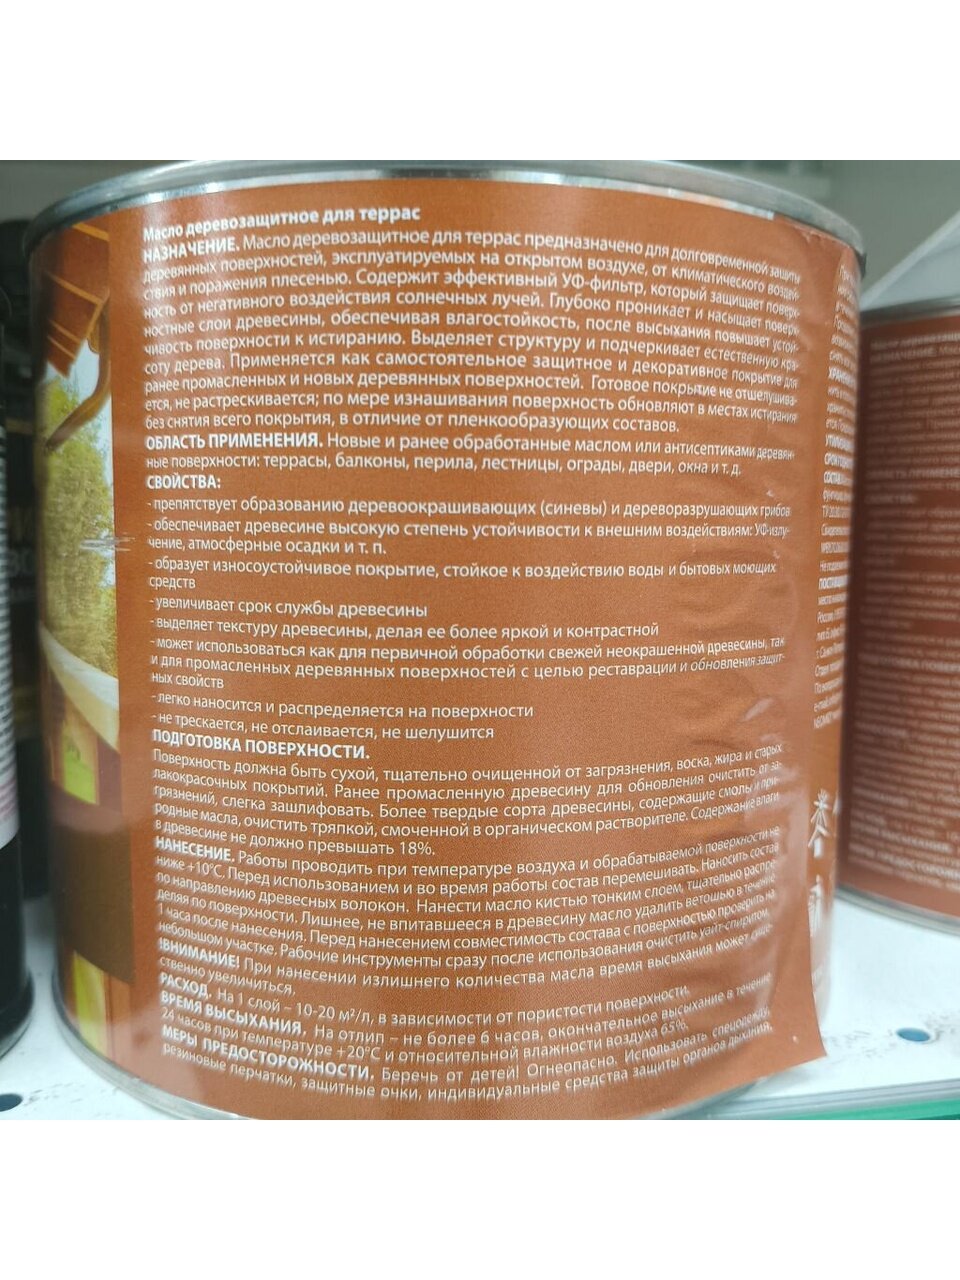 Масло деревозащитное для террас
НАЗНАЧЕНИЕ. Масло деревозащитное для террас предназначено для долговременной защиты
деревянных поверхностей, эксплуатируемых на открытом воздухе, от климатического воздей-
ствия и поражения плесенью. Содержит эффективный УФ-фильтр, который защищает поверх-
ность от негативного воздействия солнечных лучей. Глубоко проникает и насыщает поверх-
ностные слои древесины, обеспечивая влагостойкость, после высыхания повышает устой-
чивость поверхности к истиранию. Выделяет структуру и подчеркивает естественную кра-
соту дерева. Применяется как самостоятельное защитное и декоративное покрытие для
ранее промасленных и новых деревянных поверхностей. Готовое покрытие не отшелушива-
ется, не растрескивается; по мере изнашивания поверхность обновляют в местах истирания
без снятия всего покрытия, в отличие от пленкообразующих составов.
ОБЛАСТЬ ПРИМЕНЕНИЯ. Новые и ранее обработанные маслом или антисептиками деревян-
ные поверхности: террасы, балконы, перила, лестницы, ограды, двери, окна и т. д.
СВОЙСТВА:
- препятствует образованию деревоокрашивающих (синевы) и дереворазрушающих грибов
- обеспечивает древесине высокую степень устойчивости к внешним воздействиям: УФ-излу-
чение, атмосферные осадки и т. п.
- образует износоустойчивое покрытие, стойкое к воздействию воды и бытовых моющих
средств
- увеличивает срок службы древесины
- выделяет текстуру древесины, делая ее более яркой и контрастной
- может использоваться как для первичной обработки свежей неокрашенной древесины, так
и для промасленных деревянных поверхностей с целью реставрации и обновления защит-
ных свойств
- легко наносится и распределяется на поверхности
- не трескается, не отслаивается, не шелушится
ПОДГОТОВКА ПОВЕРХНОСТИ.
Поверхность должна быть сухой, тщательно очищенной от загрязнения, воска, жира и старых
лакокрасочных покрытий. Ранее промасленную древесину для обновления очистить от за-
грязнений, слегка зашлифовать. Более твердые сорта древесины, содержащие смолы и при-
родные масла, очистить тряпкой, смоченной в органическом растворителе. Содержание влаги
в древесине не должно превышать 18%.
НАНЕСЕНИЕ. Работы проводить при температуре воздуха и обрабатываемой поверхности не
ниже +10°С. Перед использованием и во время работы состав перемешивать. Наносить состав
по направлению древесных волокон. Нанести масло кистью тонким слоем, тщательно распре-
деляя по поверхности. Лишнее, не впитавшееся в древесину масло удалить ветошью в течение
1 часа после нанесения. Перед нанесением совместимость состава с поверхностью проверить на
небольшом участке. Рабочие инструменты сразу после использования очистить уайт-спиритом.
!ВНИМАНИЕ! При нанесении излишнего количества масла время высыхания может суще-
ственно увеличиться.
РАСХОД. На 1 слой – 10-20 м²/л, в зависимости от пористости поверхности.
ВРЕМЯ ВЫСЫХАНИЯ. На отлип – не более 6 часов, окончательное высыхание в течение
24 часов при температуре +20°С и относительной влажности воздуха 65%.
МЕРЫ ПРЕДОСТОРОЖНОСТИ. Беречь от детей! Огнеопасно. Использовать спецодежду,
резиновые перчатки, защитные очки, индивидуальные средства защиты органов дыхания.